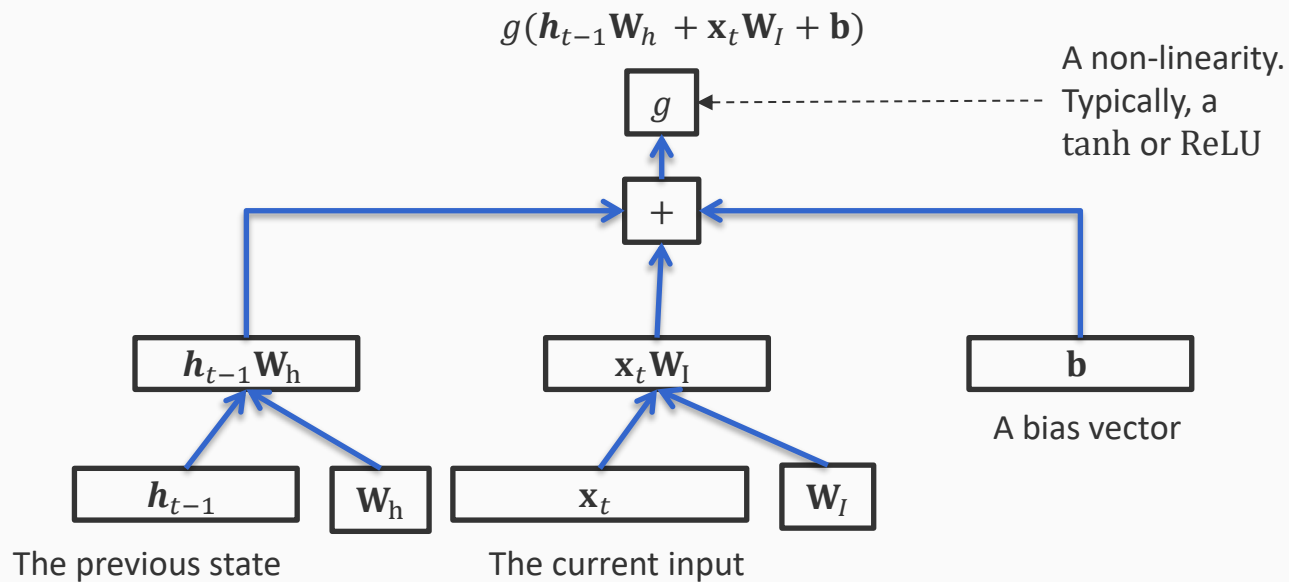 g(h_{t−1}W_h + x_tW_I + b)
A non-linearity.
Typically, a
tanh or ReLU
g
+
h_{t−1}W_h
x_tW_I
b
A bias vector
h_{t−1}
W_h
x_t
W_I
The previous state
The current input